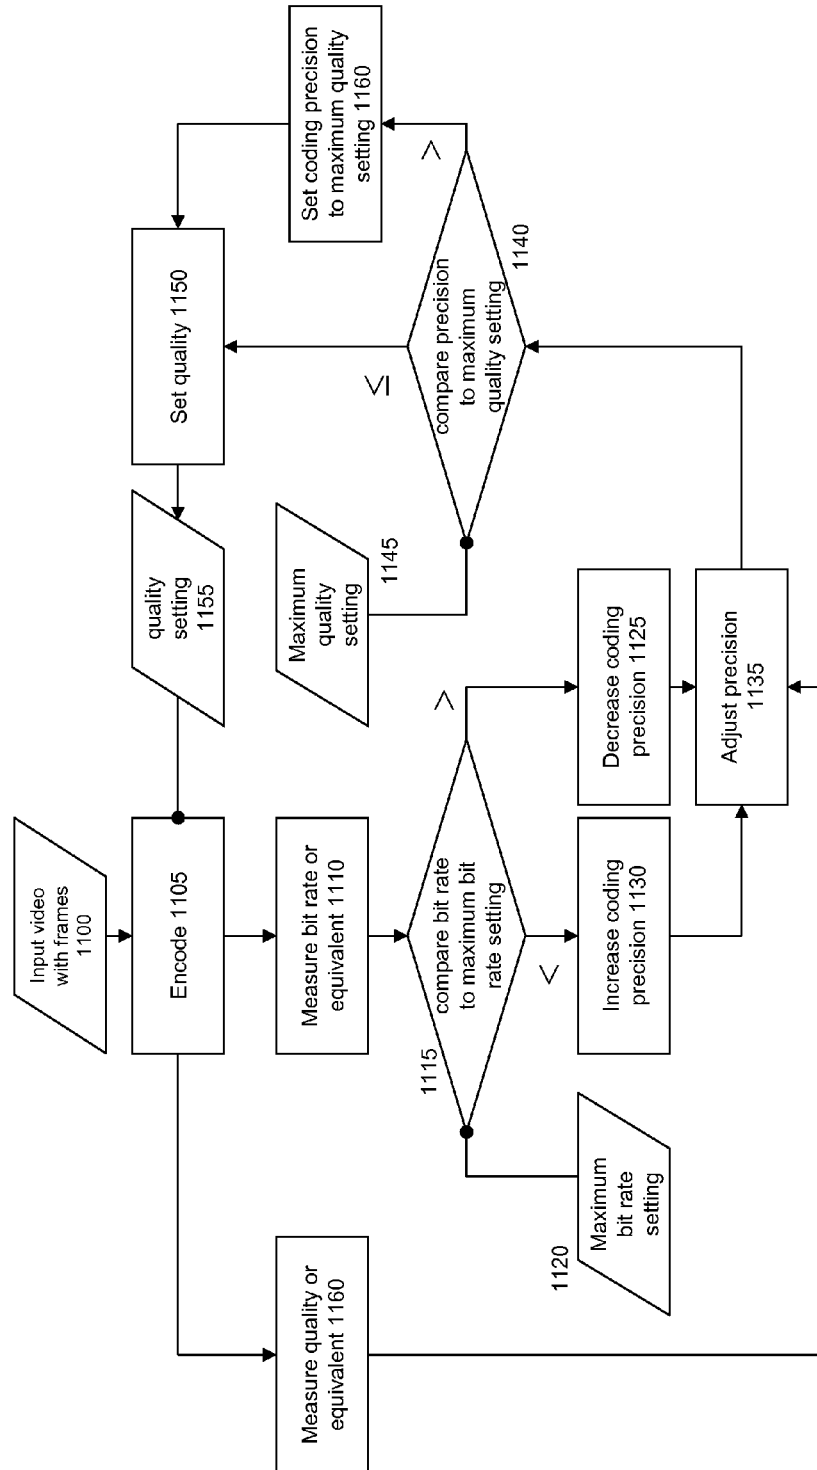 Input video
with frames
1100
Encode 1105
quality
setting
1155
Set quality 1150
Measure quality or
equivalent 1160
Measure bit rate or
equivalent 1110
Maximum
quality
setting
1145
Set coding precision
to maximum quality
setting 1160
≤
>
1115
compare bit rate
to maximum bit
rate setting
>
compare precision
to maximum
quality setting
1140
<
1120
Maximum
bit rate
setting
Increase coding
precision 1130
Decrease coding
precision 1125
Adjust precision
1135